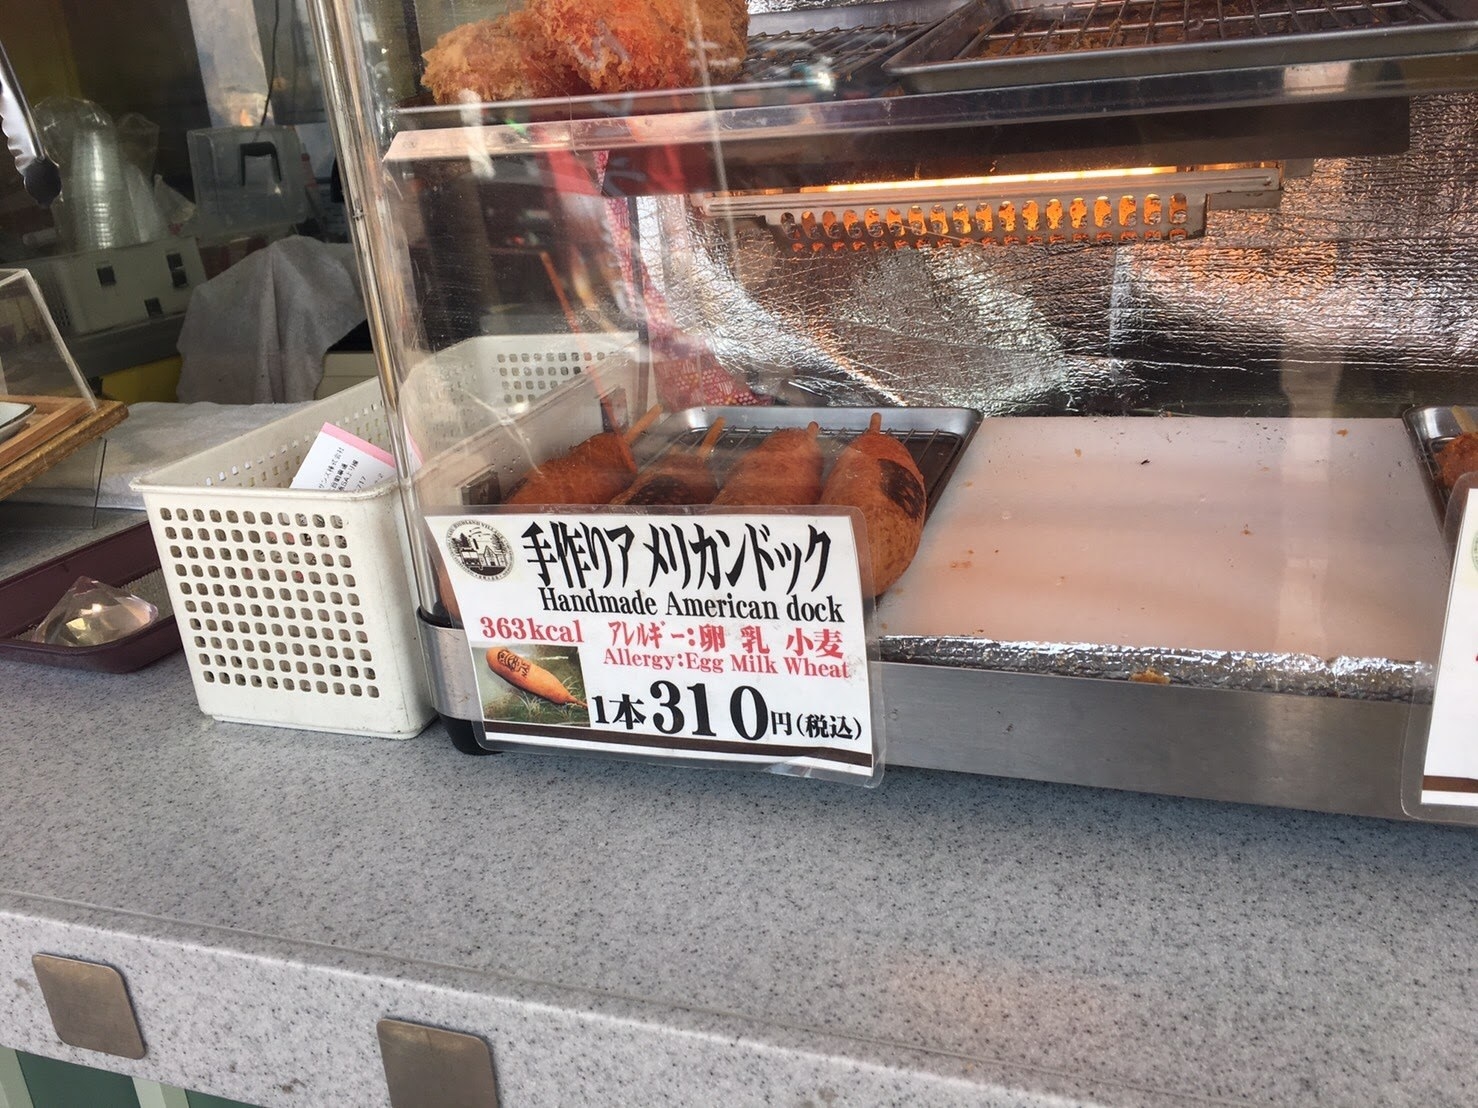 手作りアメリカンドック
Handmade American dock
363kcal アレルギー:卵 乳 小麦
Allergy:Egg Milk Wheat
1本310円(税込)